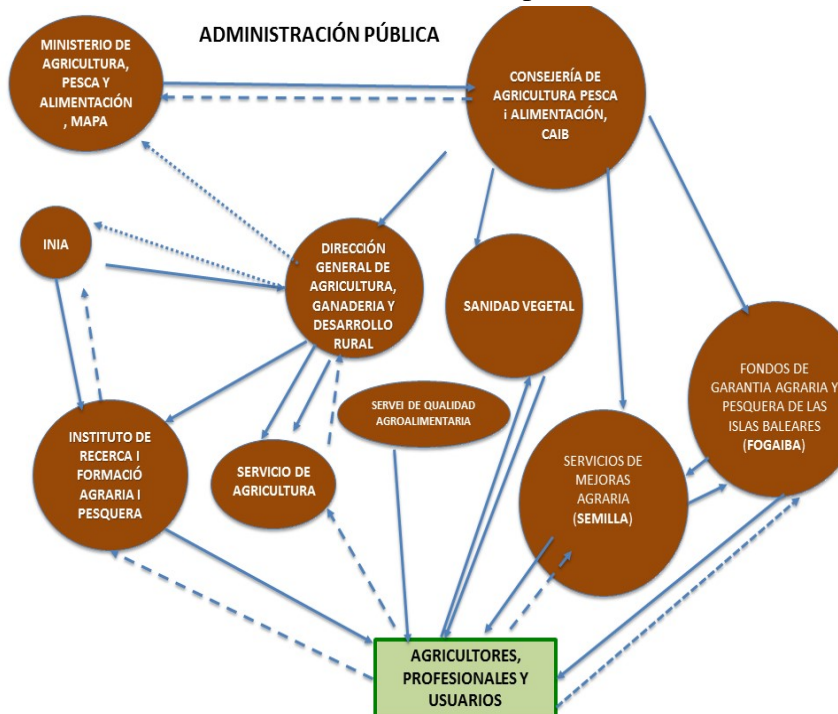 ADMINISTRACIÓN PÚBLICA
MINISTERIO DE
AGRICULTURA,
PESCA Y
ALIMENTACIÓN
, MAPA
CONSEJERÍA DE
AGRICULTURA PESCA
i ALIMENTACIÓN,
CAIB
INIA
DIRECCIÓN
GENERAL DE
AGRICULTURA,
GANADERIA Y
DESARROLLO
RURAL
SANIDAD VEGETAL
FONDOS DE
GARANTIA AGRARIA Y
PESQUERA DE LAS
ISLAS BALEARES
(FOGAIBA)
SERVEI DE QUALIDAD
AGROALIMENTARIA
INSTITUTO DE
RECERCA I
FORMACIÓ
AGRARIA I
PESQUERA
SERVICIO DE
AGRICULTURA
SERVICIOS DE
MEJORAS
AGRARIA
(SEMILLA)
AGRICULTORES,
PROFESIONALES Y
USUARIOS